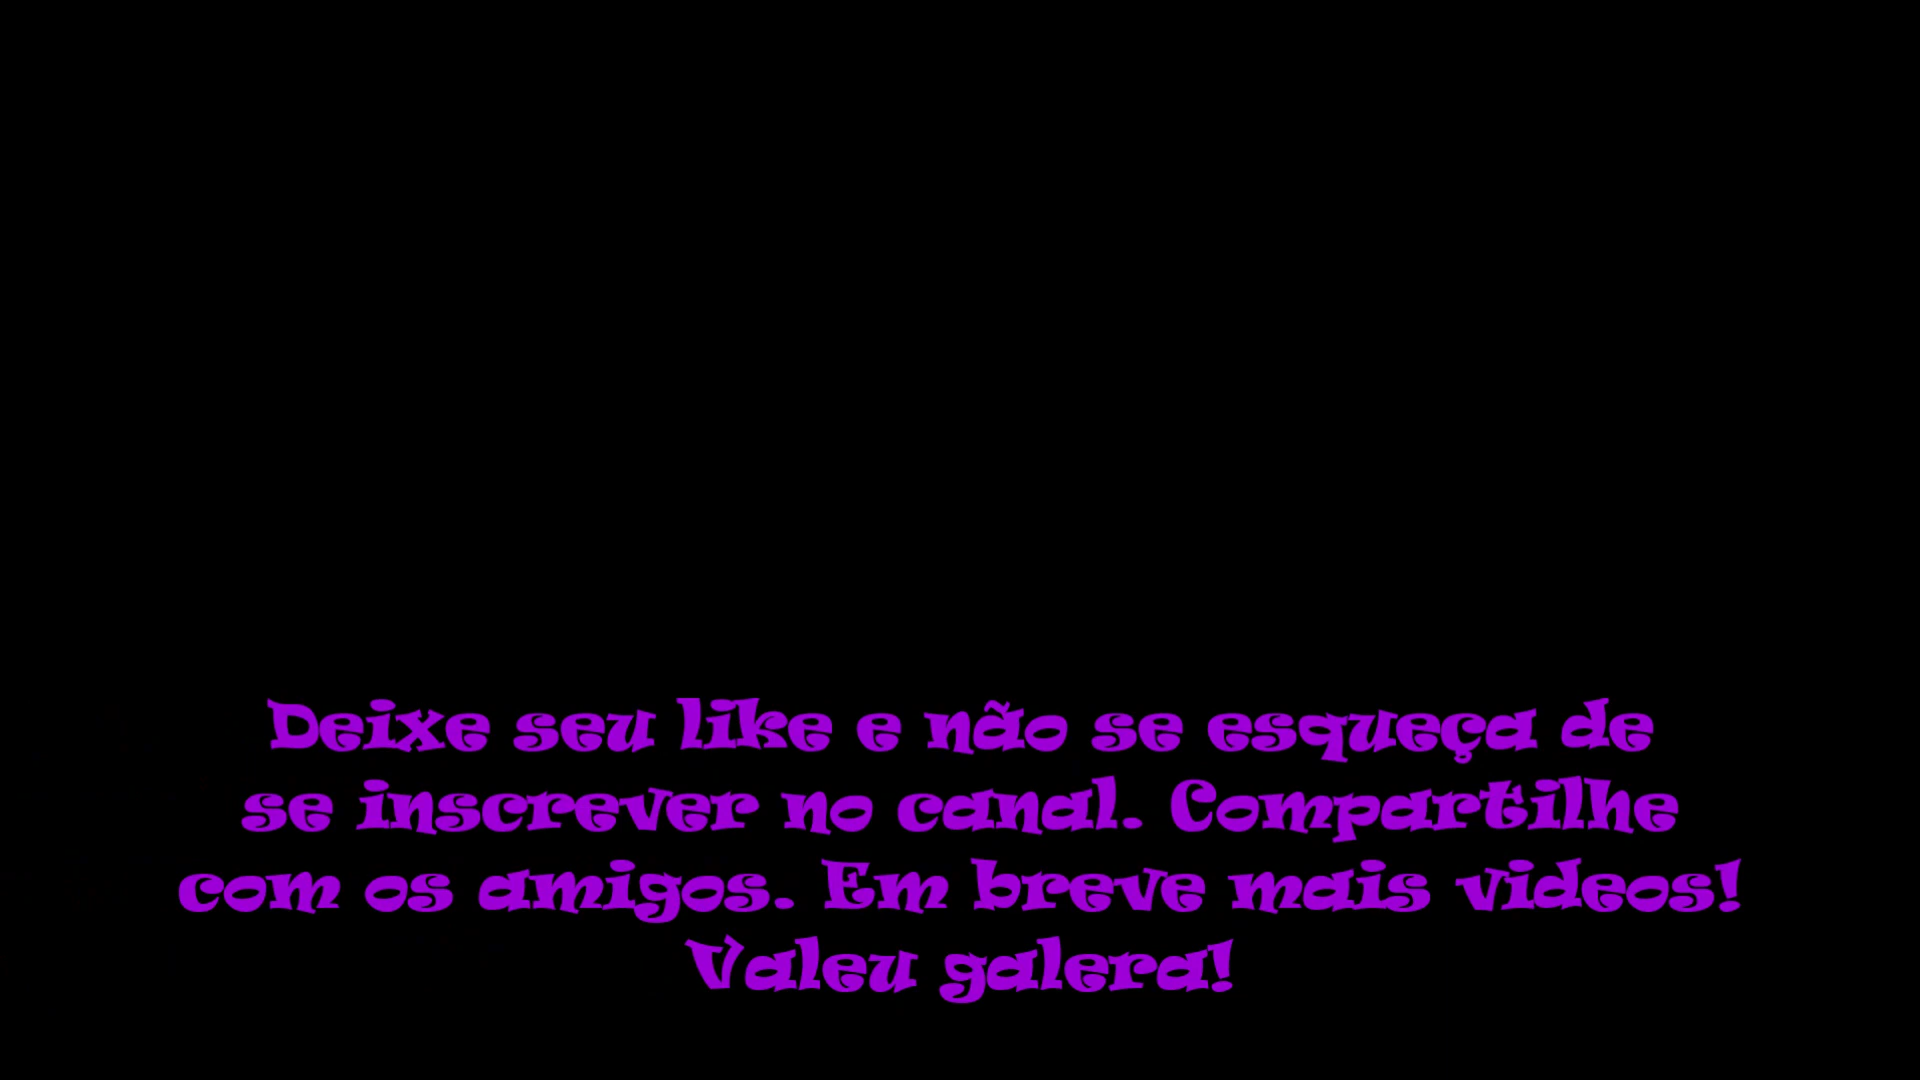 Deixe seu like e não se esqueça de
se inscrever no canal. Compartilhe
com os amigos. Em breve mais videos!
Valeu galera!